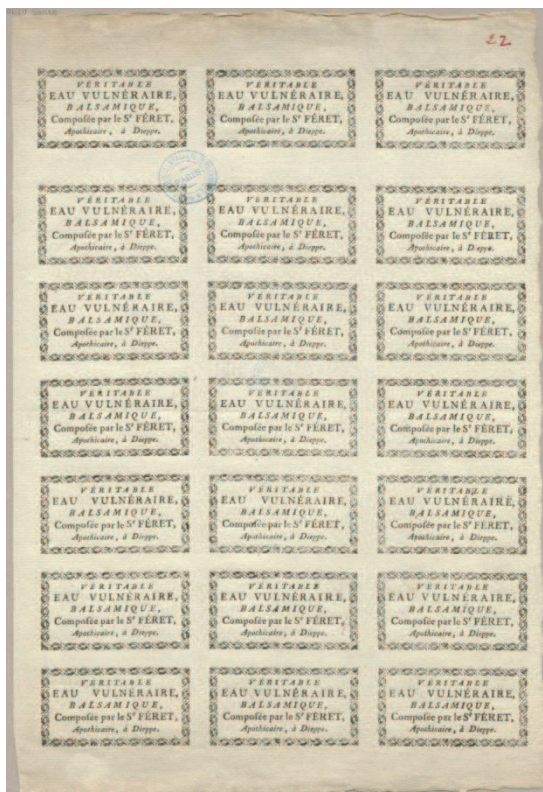 22
VÉRITABLE
EAU VULNÉRAIRE,
BALSAMIQUE,
Compoſée par le Sʳ FÉRET,
Apothicaire, à Dieppe.
VÉRITABLE
EAU VULNÉRAIRE,
BALSAMIQUE,
Compoſée par le Sʳ FÉRET,
Apothicaire, à Dieppe.
VÉRITABLE
EAU VULNÉRAIRE,
BALSAMIQUE,
Compoſée par le Sʳ FÉRET,
Apothicaire, à Dieppe.
VÉRITABLE
EAU VULNÉRAIRE,
BALSAMIQUE,
Compoſée par le Sʳ FÉRET,
Apothicaire, à Dieppe.
VÉRITABLE
EAU VULNÉRAIRE,
BALSAMIQUE,
Compoſée par le Sʳ FÉRET,
Apothicaire, à Dieppe.
VÉRITABLE
EAU VULNÉRAIRE,
BALSAMIQUE,
Compoſée par le Sʳ FÉRET,
Apothicaire, à Dieppe.
VÉRITABLE
EAU VULNÉRAIRE,
BALSAMIQUE,
Compoſée par le Sʳ FÉRET,
Apothicaire, à Dieppe.
VÉRITABLE
EAU VULNÉRAIRE,
BALSAMIQUE,
Compoſée par le Sʳ FÉRET,
Apothicaire, à Dieppe.
VÉRITABLE
EAU VULNÉRAIRE,
BALSAMIQUE,
Compoſée par le Sʳ FÉRET,
Apothicaire, à Dieppe.
VÉRITABLE
EAU VULNÉRAIRE,
BALSAMIQUE,
Compoſée par le Sʳ FÉRET,
Apothicaire, à Dieppe.
VÉRITABLE
EAU VULNÉRAIRE,
BALSAMIQUE,
Compoſée par le Sʳ FÉRET,
Apothicaire, à Dieppe.
VÉRITABLE
EAU VULNÉRAIRE,
BALSAMIQUE,
Compoſée par le Sʳ FÉRET,
Apothicaire, à Dieppe.
VÉRITABLE
EAU VULNÉRAIRE,
BALSAMIQUE,
Compoſée par le Sʳ FÉRET,
Apothicaire, à Dieppe.
VÉRITABLE
EAU VULNÉRAIRE,
BALSAMIQUE,
Compoſée par le Sʳ FÉRET,
Apothicaire, à Dieppe.
VÉRITABLE
EAU VULNÉRAIRE,
BALSAMIQUE,
Compoſée par le Sʳ FÉRET,
Apothicaire, à Dieppe.
VÉRITABLE
EAU VULNÉRAIRE,
BALSAMIQUE,
Compoſée par le Sʳ FÉRET,
Apothicaire, à Dieppe.
VÉRITABLE
EAU VULNÉRAIRE,
BALSAMIQUE,
Compoſée par le Sʳ FÉRET,
Apothicaire, à Dieppe.
VÉRITABLE
EAU VULNÉRAIRE,
BALSAMIQUE,
Compoſée par le Sʳ FÉRET,
Apothicaire, à Dieppe.
VÉRITABLE
EAU VULNÉRAIRE,
BALSAMIQUE,
Compoſée par le Sʳ FÉRET,
Apothicaire, à Dieppe.
VÉRITABLE
EAU VULNÉRAIRE,
BALSAMIQUE,
Compoſée par le Sʳ FÉRET,
Apothicaire, à Dieppe.
VÉRITABLE
EAU VULNÉRAIRE,
BALSAMIQUE,
Compoſée par le Sʳ FÉRET,
Apothicaire, à Dieppe.